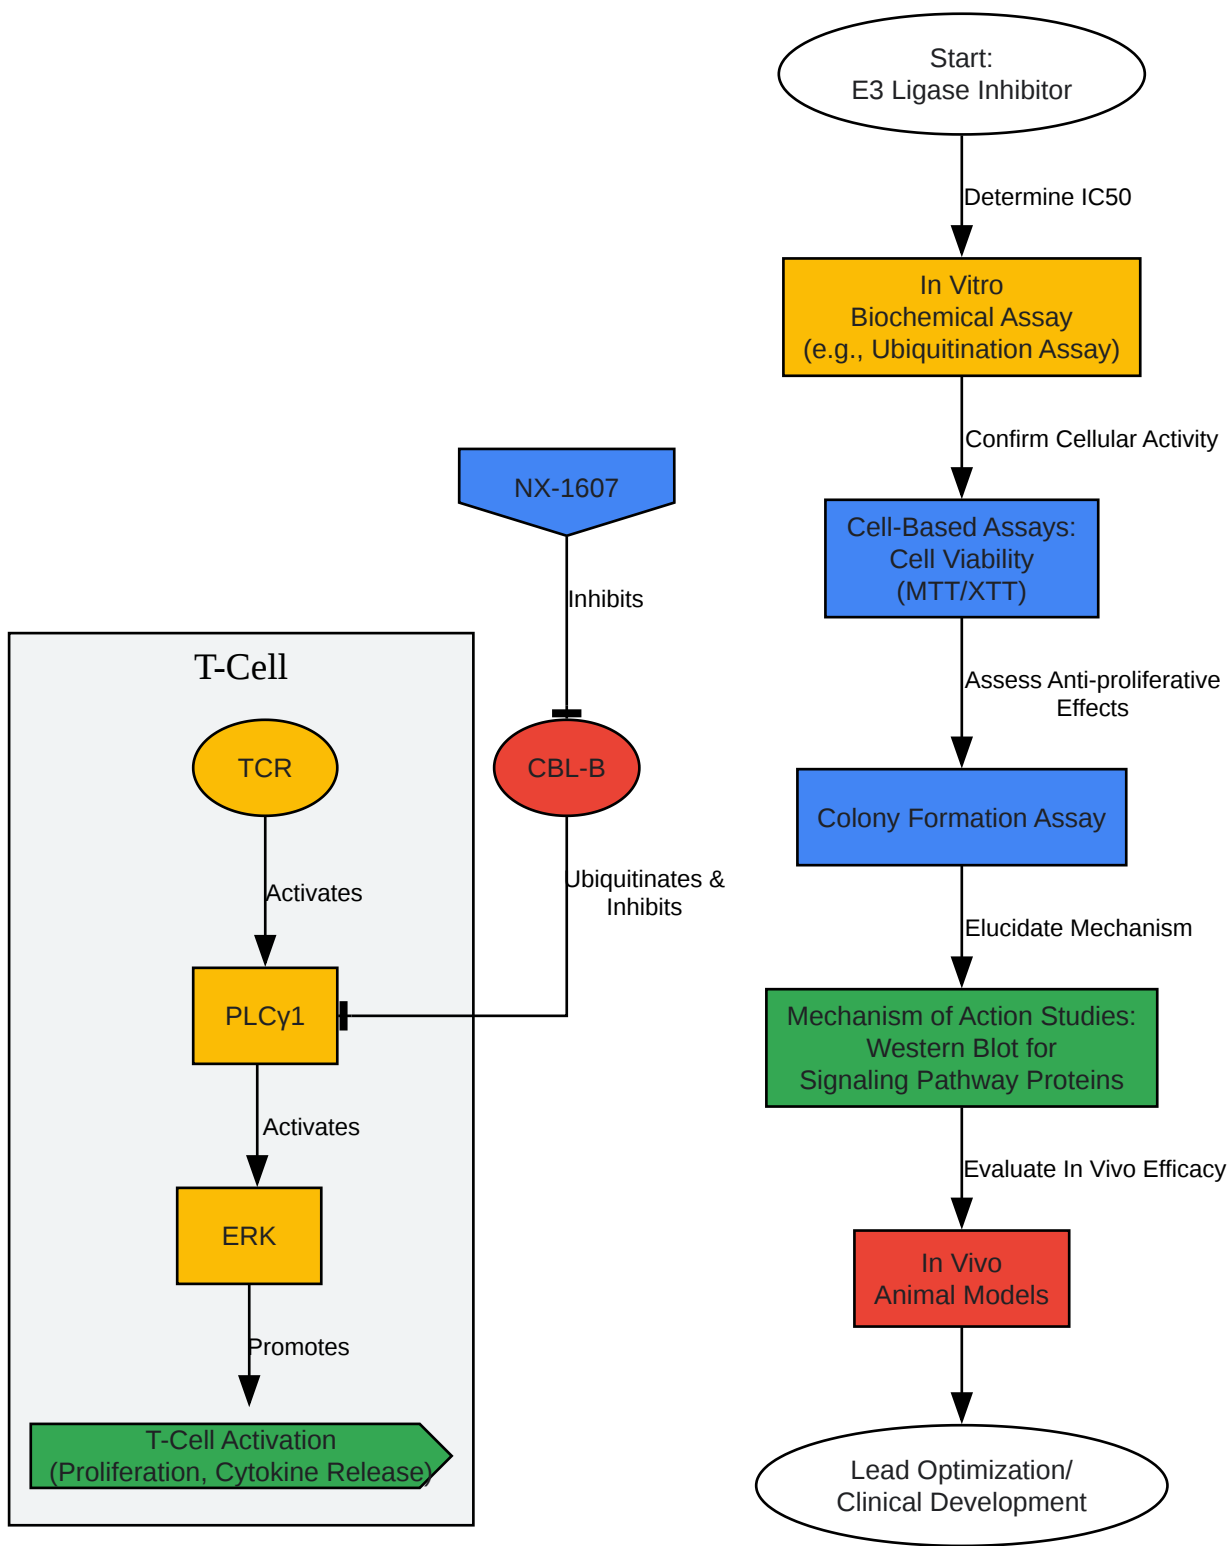 Start:
E3 Ligase Inhibitor
Determine IC50
In Vitro
Biochemical Assay
(e.g., Ubiquitination Assay)
Confirm Cellular Activity
Cell-Based Assays:
Cell Viability
(MTT/XTT)
Assess Anti-proliferative
Effects
Colony Formation Assay
Elucidate Mechanism
Mechanism of Action Studies:
Western Blot for
Signaling Pathway Proteins
Evaluate In Vivo Efficacy
In Vivo
Animal Models
Lead Optimization/
Clinical Development
NX-1607
Inhibits
CBL-B
Ubiquitinates &
Inhibits
T-Cell
TCR
Activates
PLCγ1
Activates
ERK
Promotes
T-Cell Activation
(Proliferation, Cytokine Release)